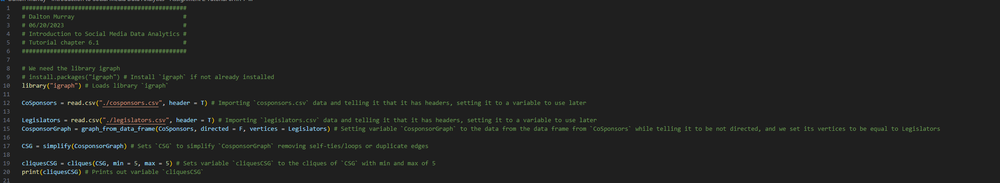 1 ###############################################
2 # Dalton Murray #
3 # 06/20/2023 #
4 # Introduction to Social Media Data Analytics #
5 # Tutorial chapter 6.1 #
6 ###############################################
7
8 # We need the library igraph
9 # install.packages("igraph") # Install `igraph` if not already installed
10 library("igraph") # Loads library `igraph`
11
12 CoSponsors = read.csv("./cosponsors.csv", header = T) # Importing `cosponsors.csv` data and telling it that it has headers, setting it to a variable to use later
13
14 Legislators = read.csv("./legislators.csv", header = T) # Importing `legislators.csv` data and telling it that it has headers, setting it to a variable to use later
15 CosponsorGraph = graph_from_data_frame(CoSponsors, directed = F, vertices = Legislators) # Setting variable `CosponsorGraph` to the data from the data frame from `CoSponsors` while telling it to be not directed, and we set its vertices to be equal to Legislators
16
17 CSG = simplify(CosponsorGraph) # Sets `CSG` to simplify `CosponsorGraph` removing self-ties/loops or duplicate edges
18
19 cliquesCSG = cliques(CSG, min = 5, max = 5) # Sets variable `cliquesCSG` to the cliques of `CSG` with min and max of 5
20 print(cliquesCSG) # Prints out variable `cliquesCSG`
21